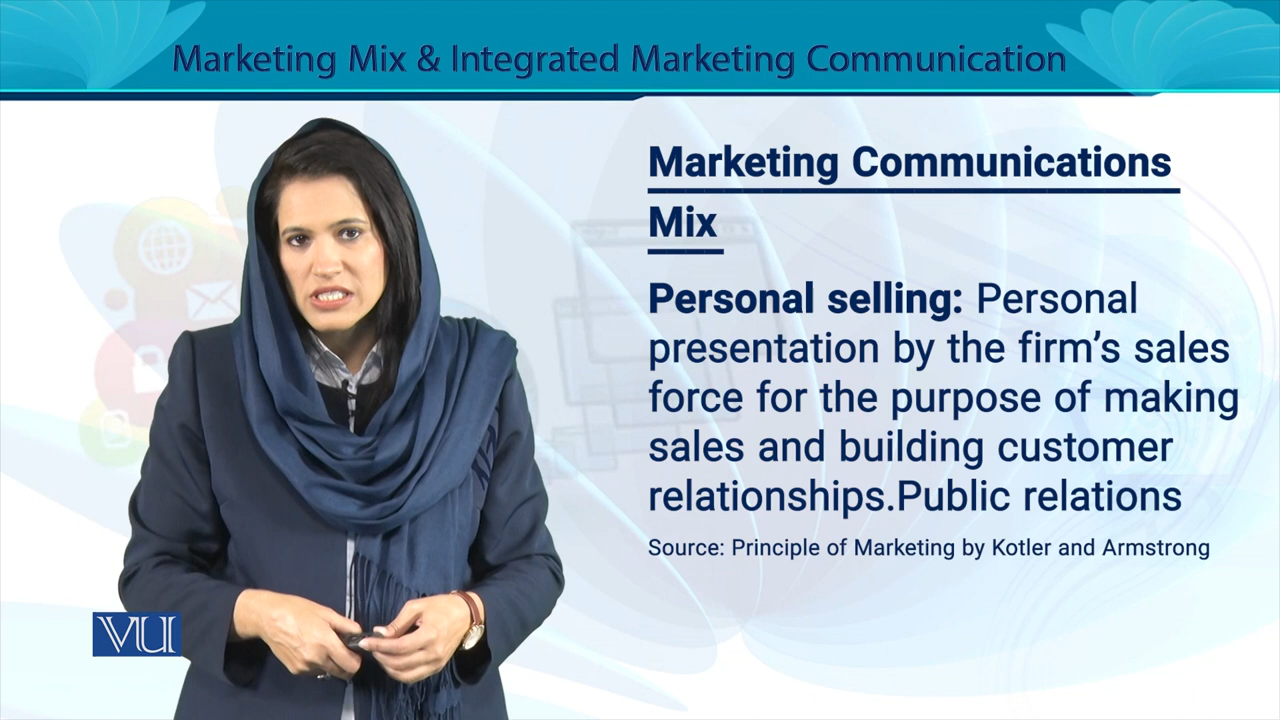 Marketing Mix & Integrated Marketing Communication
Marketing Communications
Mix
Personal selling: Personal
presentation by the firm’s sales
force for the purpose of making
sales and building customer
relationships.Public relations
Source: Principle of Marketing by Kotler and Armstrong
VU